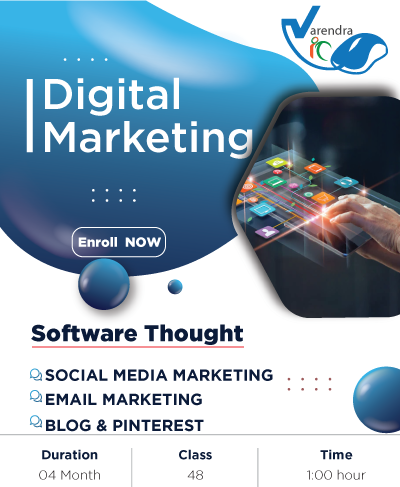 Varendra
ic
Digital
Marketing
Enroll NOW
Software Thought
SOCIAL MEDIA MARKETING
EMAIL MARKETING
BLOG & PINTEREST
Duration Class Time
04 Month 48 1:00 hour